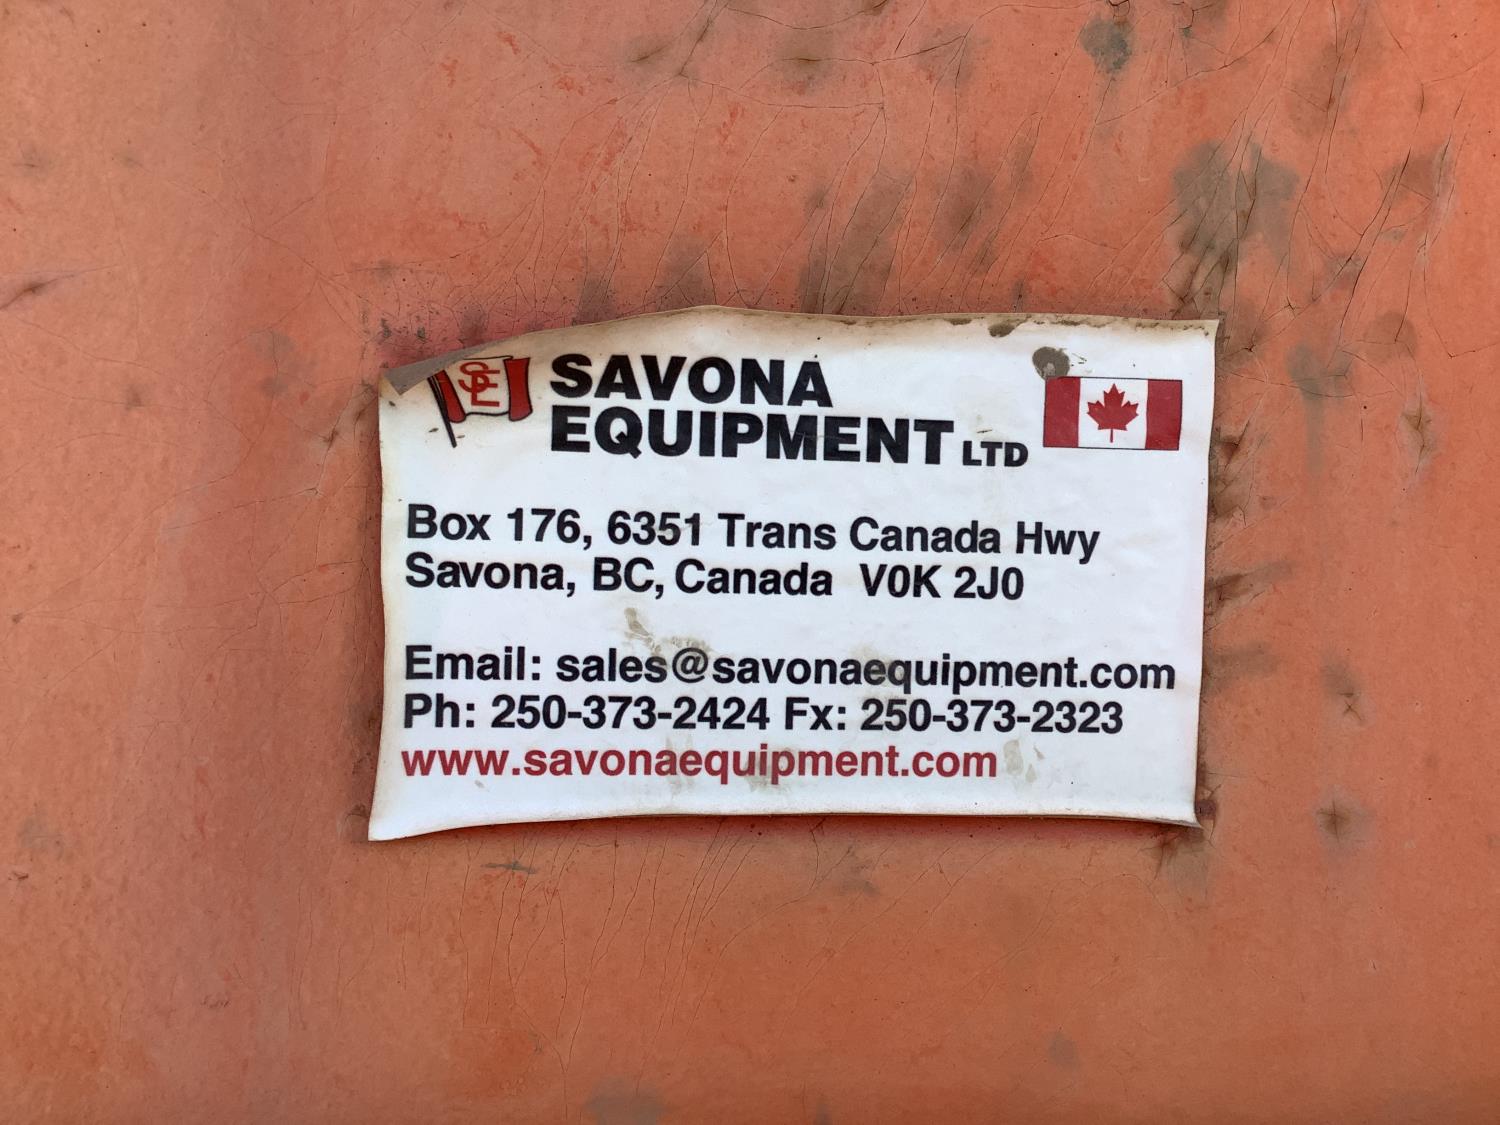 SEL
SAVONA
EQUIPMENT LTD
Box 176, 6351 Trans Canada Hwy
Savona, BC, Canada V0K 2J0
Email: sales@savonaequipment.com
Ph: 250-373-2424 Fx: 250-373-2323
www.savonaequipment.com